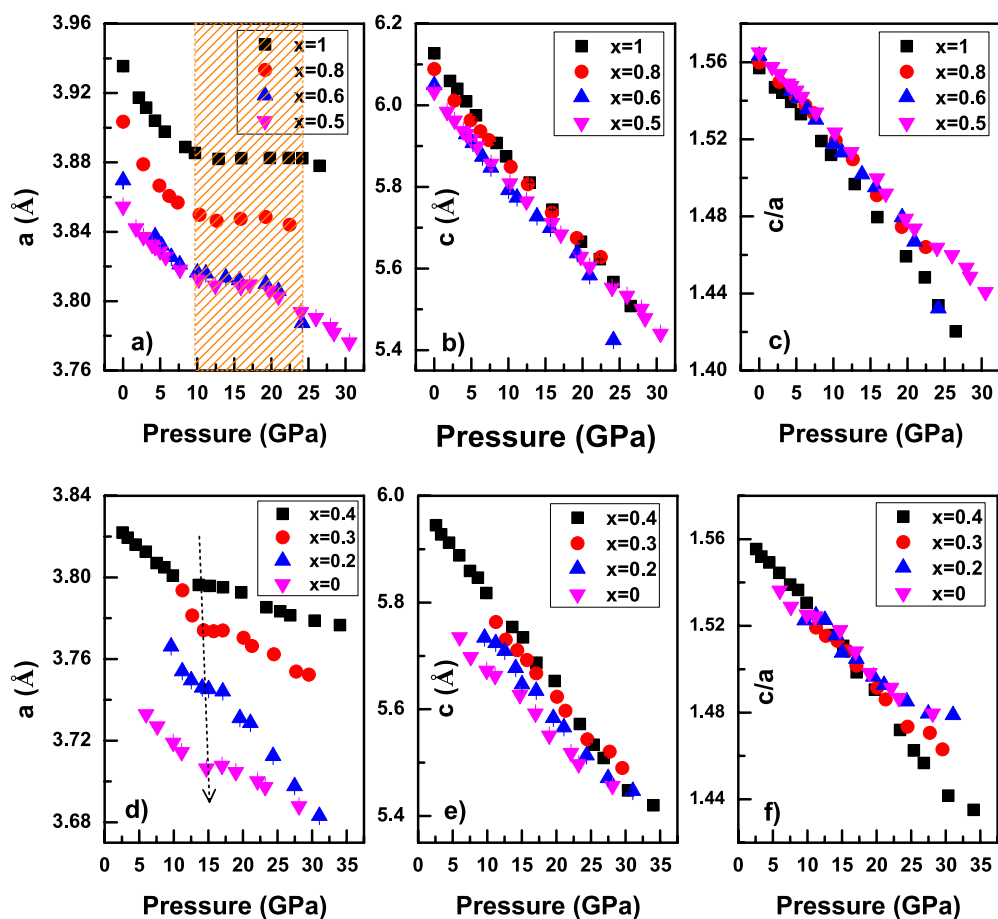 3.96
3.92
3.88
3.84
3.80
3.76
a (Å)
0 5 10 15 20 25 30
Pressure (GPa)
a)
x=1
x=0.8
x=0.6
x=0.5
6.2
6.0
5.8
5.6
5.4
c (Å)
0 5 10 15 20 25 30
Pressure (GPa)
b)
x=1
x=0.8
x=0.6
x=0.5
1.56
1.52
1.48
1.44
1.40
c/a
0 5 10 15 20 25 30
Pressure (GPa)
c)
x=1
x=0.8
x=0.6
x=0.5
3.84
3.80
3.76
3.72
3.68
a (Å)
0 5 10 15 20 25 30 35
Pressure (GPa)
d)
x=0.4
x=0.3
x=0.2
x=0
6.0
5.8
5.6
5.4
c (Å)
0 5 10 15 20 25 30 35
Pressure (GPa)
e)
x=0.4
x=0.3
x=0.2
x=0
1.56
1.52
1.48
1.44
c/a
0 5 10 15 20 25 30 35
Pressure (GPa)
f)
x=0.4
x=0.3
x=0.2
x=0